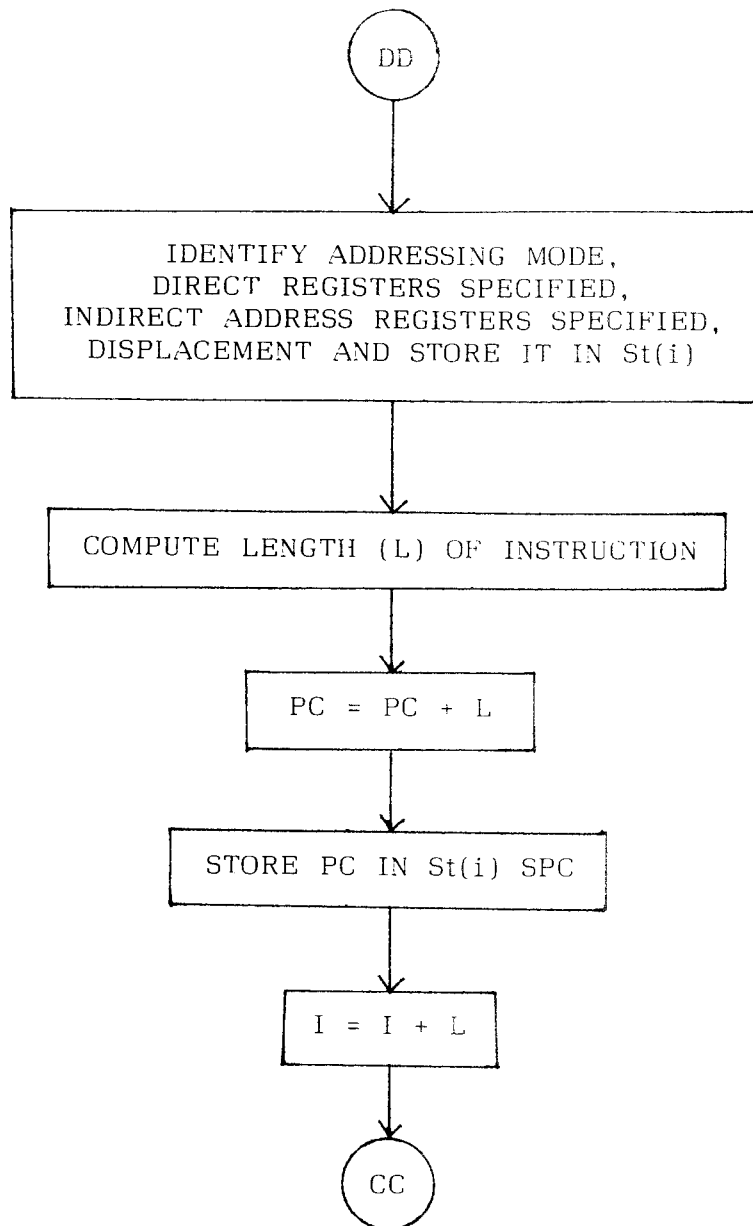 DD
IDENTIFY ADDRESSING MODE,
DIRECT REGISTERS SPECIFIED,
INDIRECT ADDRESS REGISTERS SPECIFIED,
DISPLACEMENT AND STORE IT IN St(i)
COMPUTE LENGTH (L) OF INSTRUCTION
PC = PC + L
STORE PC IN St(i) SPC
I = I + L
CC